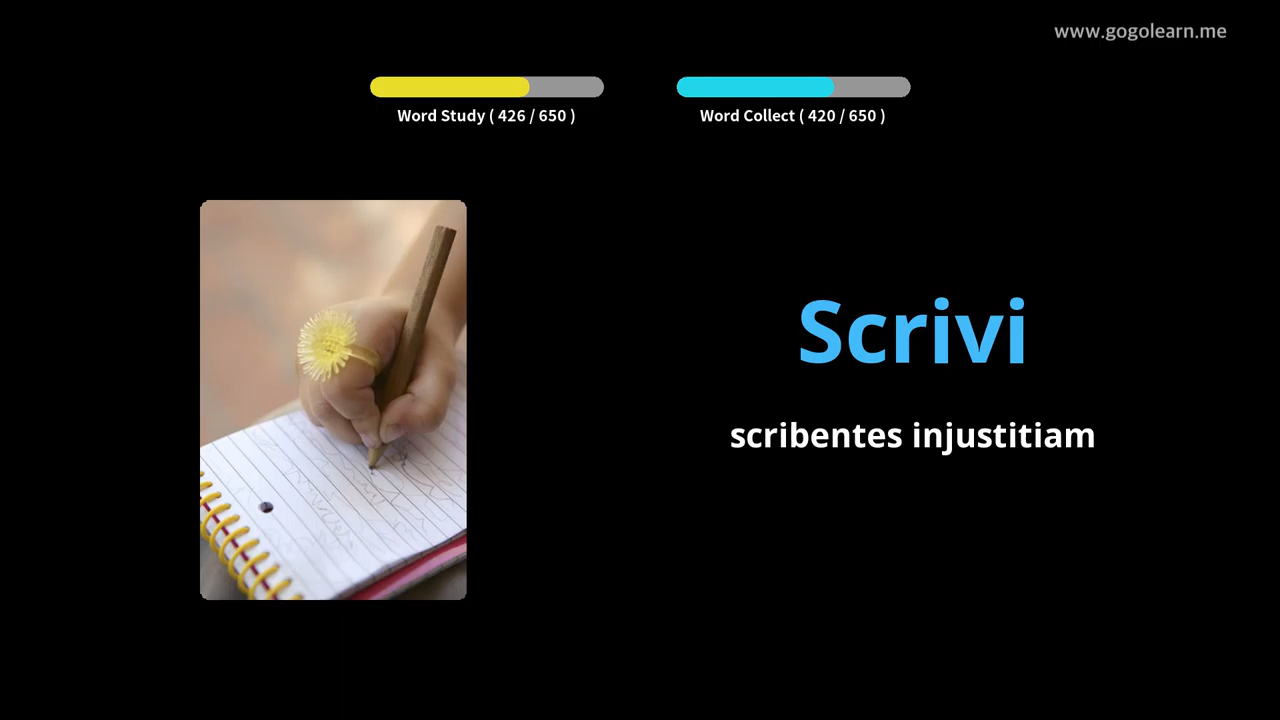 www.gogolearn.me
Word Study ( 426 / 650 )
Word Collect ( 420 / 650 )
Scrivi
scribentes injustitiam